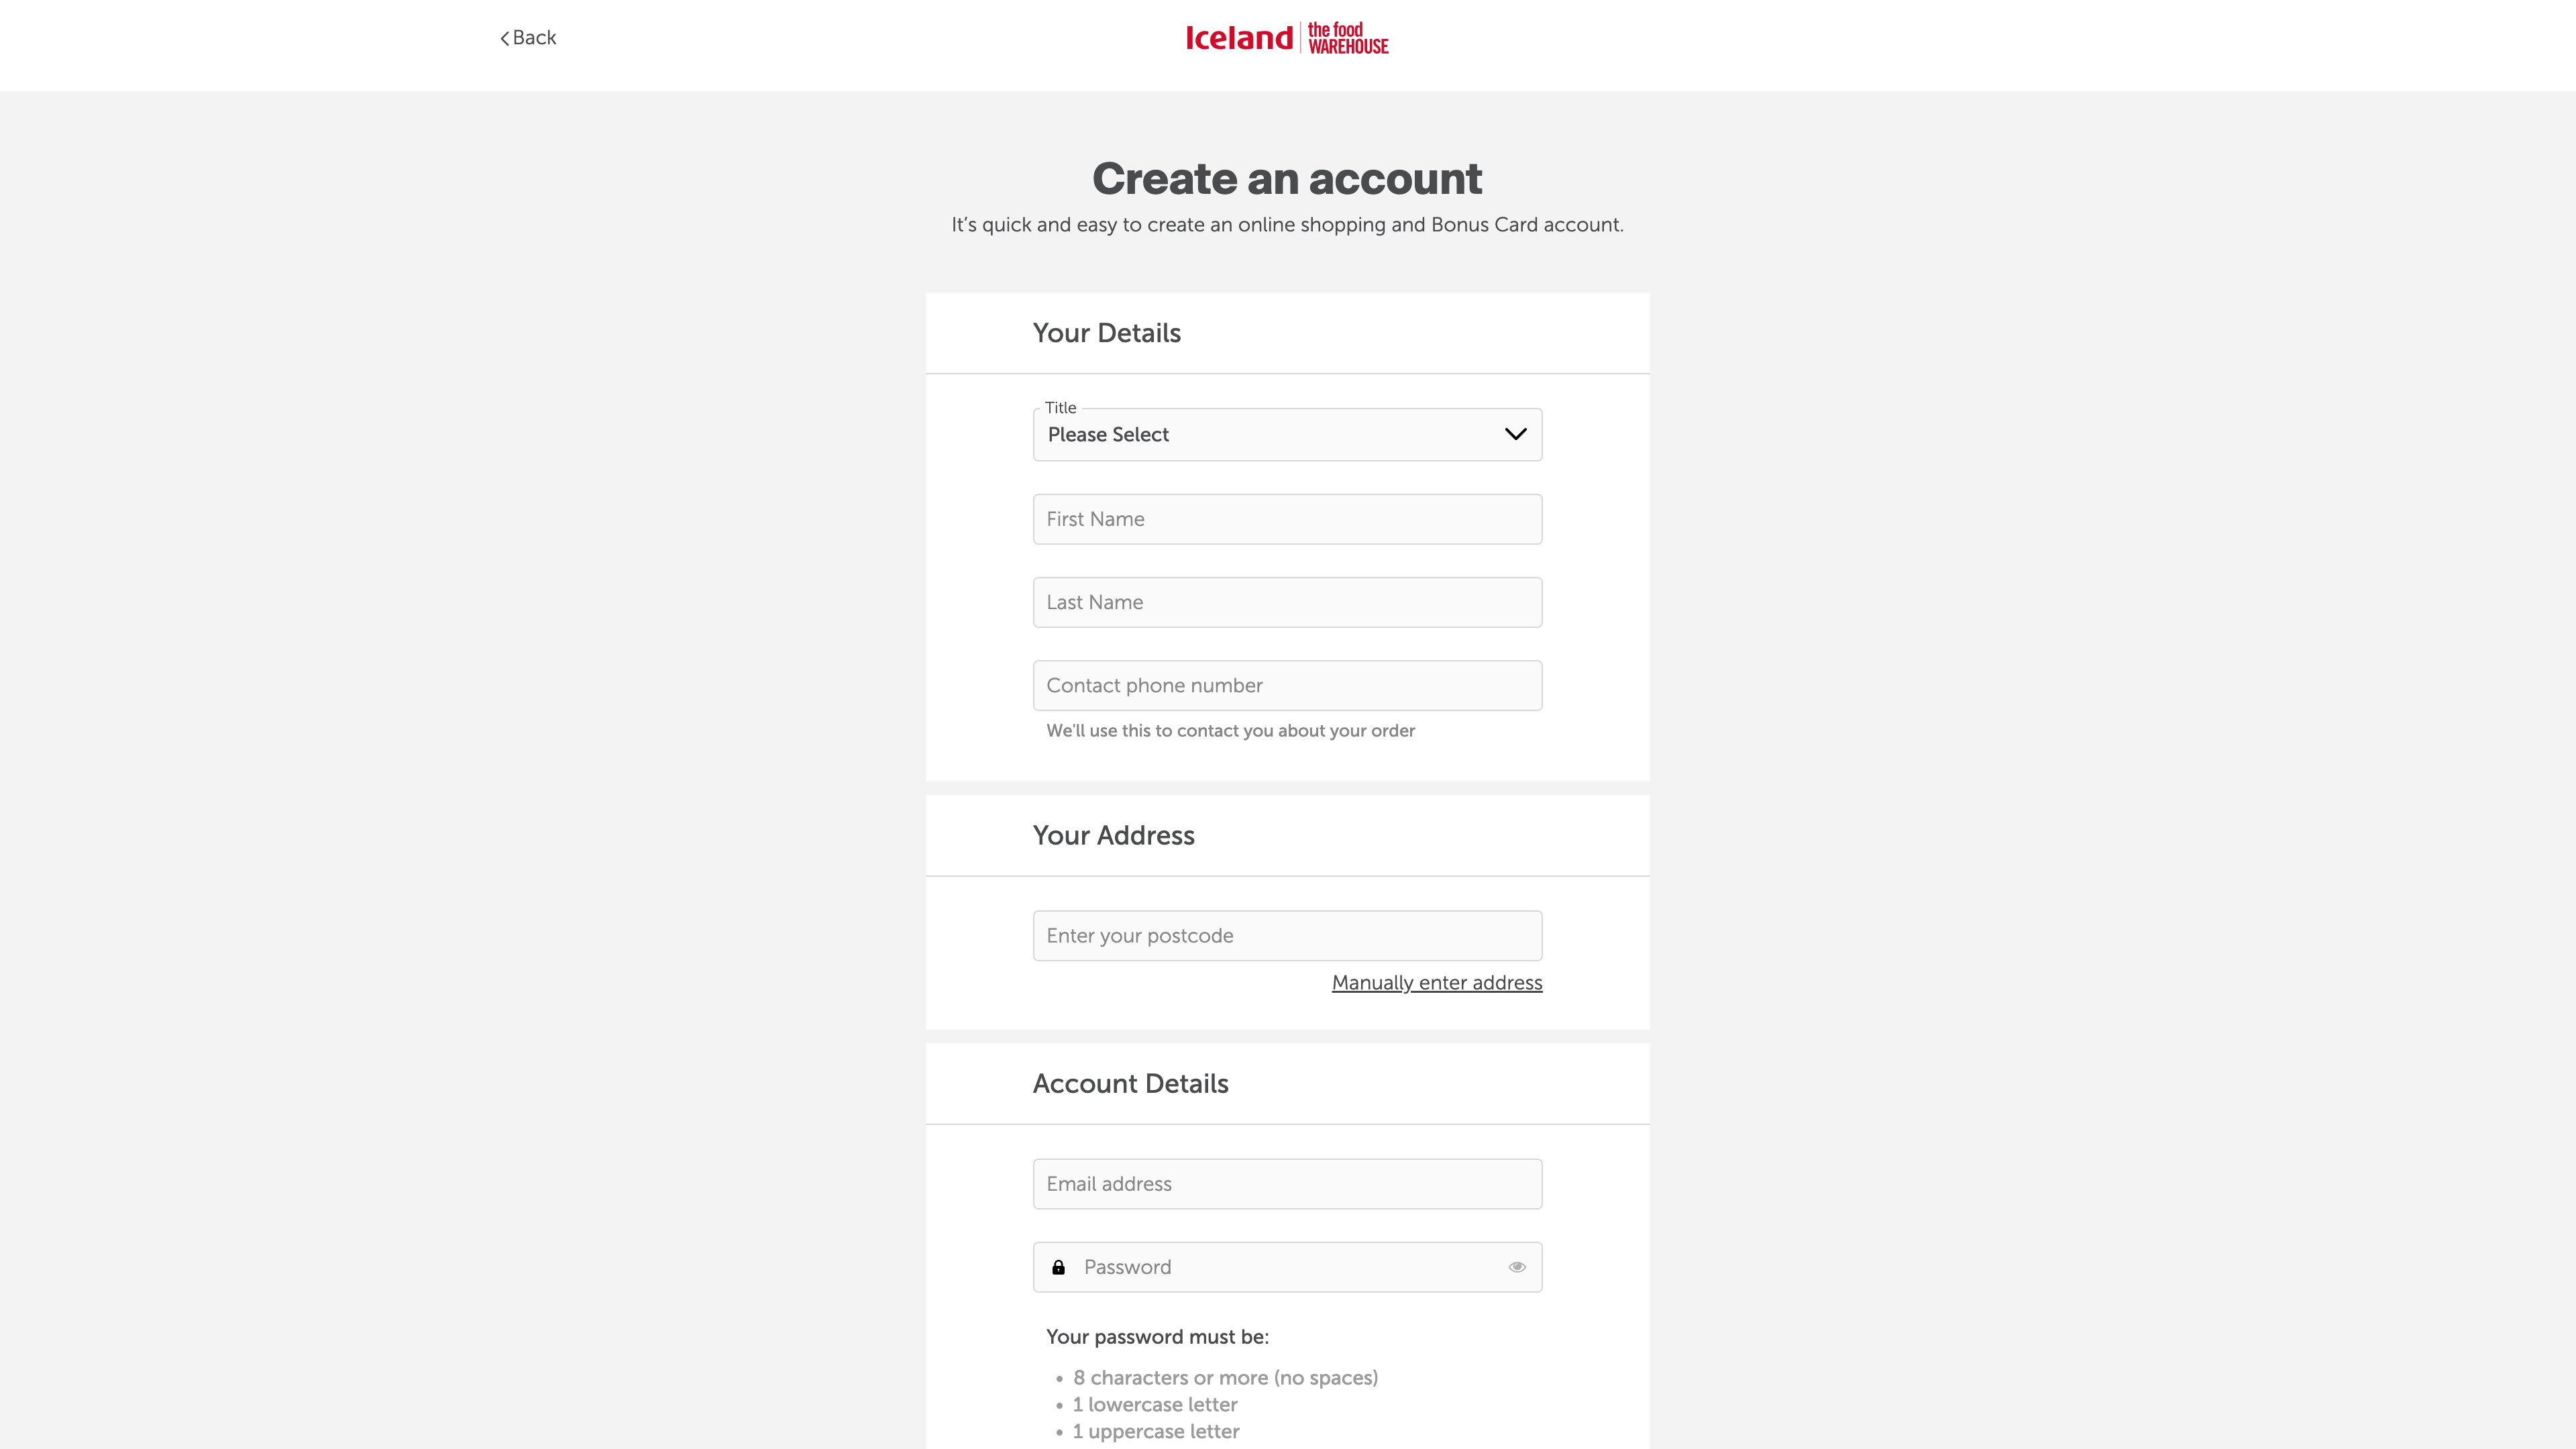 Back
Iceland the food WAREHOUSE
Create an account
It's quick and easy to create an online shopping and Bonus Card account.
Your Details
Title
Please Select
First Name
Last Name
Contact phone number
We'll use this to contact you about your order
Your Address
Enter your postcode
Manually enter address
Account Details
Email address
Password
Your password must be:
• 8 characters or more (no spaces)
• 1 lowercase letter
• 1 uppercase letter